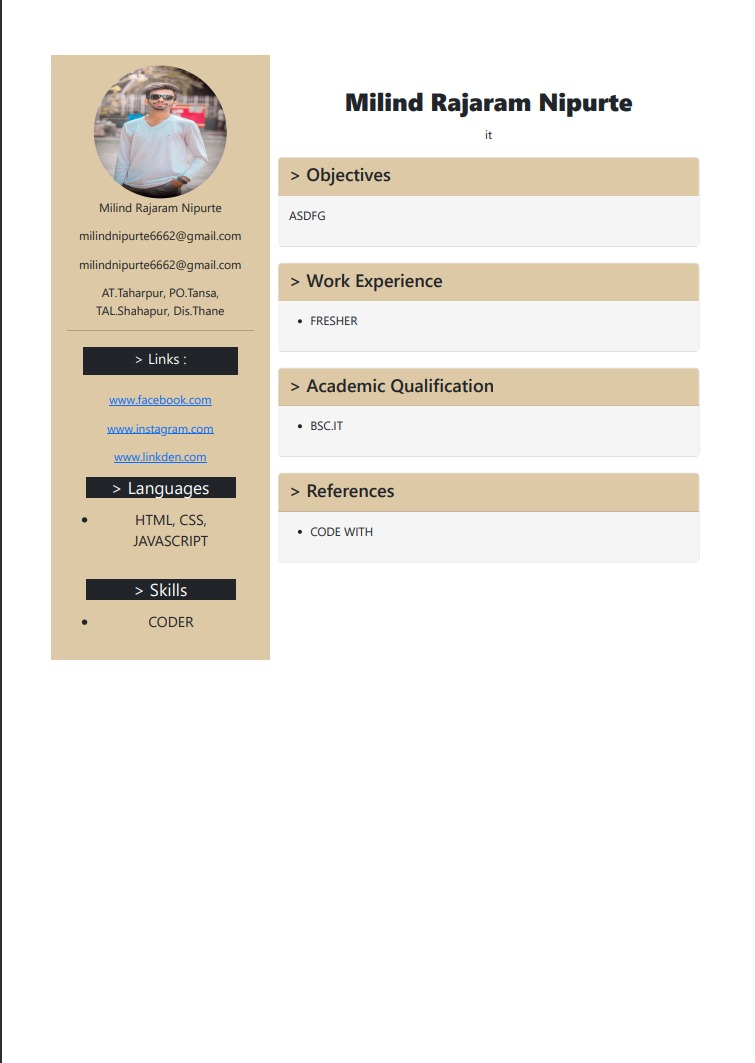 Milind Rajaram Nipurte
milindnipurte6662@gmail.com
milindnipurte6662@gmail.com
AT.Taharpur, PO.Tansa,
TAL.Shahapur, Dis.Thane
> Links :
www.facebook.com
www.instagram.com
www.linkden.com
> Languages
• HTML, CSS,
JAVASCRIPT
> Skills
• CODER
Milind Rajaram Nipurte
it
> Objectives
ASDFG
> Work Experience
• FRESHER
> Academic Qualification
• BSC.IT
> References
• CODE WITH